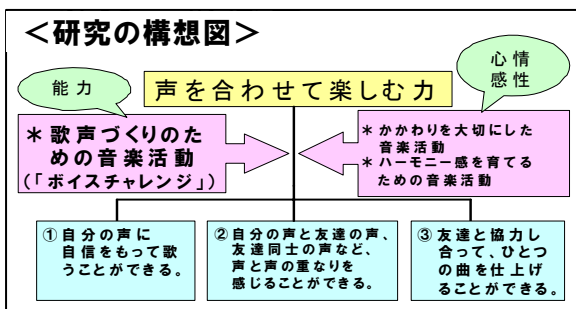 ＜研究の構想図＞
能力
心情
感性
声を合わせて楽しむ力
＊歌声づくりのた
めの音楽活動
（「ボイスチャレンジ」）
＊かかわりを大切にした
音楽活動
＊ハーモニー感を育てる
ための音楽活動
①自分の声に
自信をもって歌
うことができる。
②自分の声と友達の声、
友達同士の声など、
声と声の重なりを
感じることができる。
③友達と協力し
合って、ひとつ
の曲を仕上げ
ることができる。